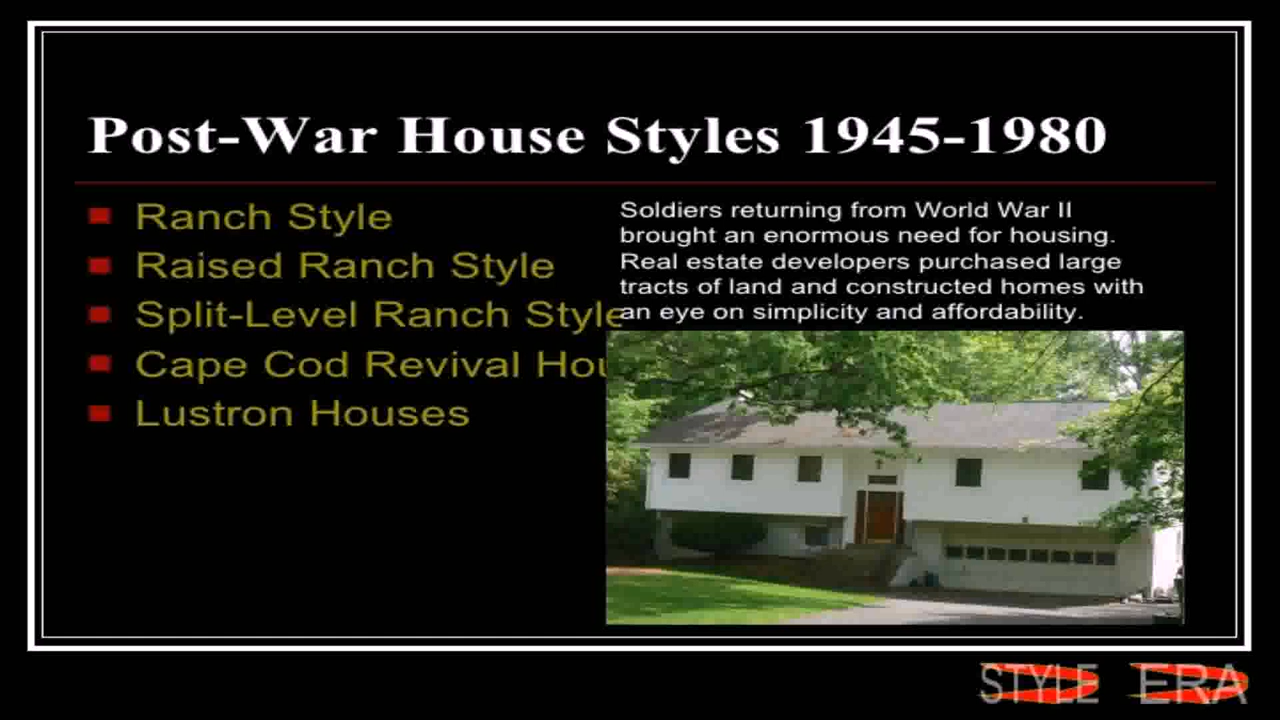 Post-War House Styles 1945-1980
Ranch Style
Raised Ranch Style
Split-Level Ranch Style
Cape Cod Revival Hou
Lustron Houses
Soldiers returning from World War II
brought an enormous need for housing.
Real estate developers purchased large
tracts of land and constructed homes with
an eye on simplicity and affordability.
STYLE ERA